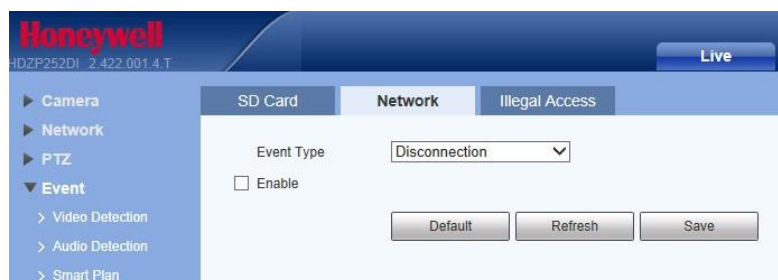 Honeywell
HDZP252DI 2.422.001.4.T
Live
Camera
Network
PTZ
Event
> Video Detection
> Audio Detection
> Smart Plan
SD Card Network Illegal Access
Event Type Disconnection
Enable
Default Refresh Save